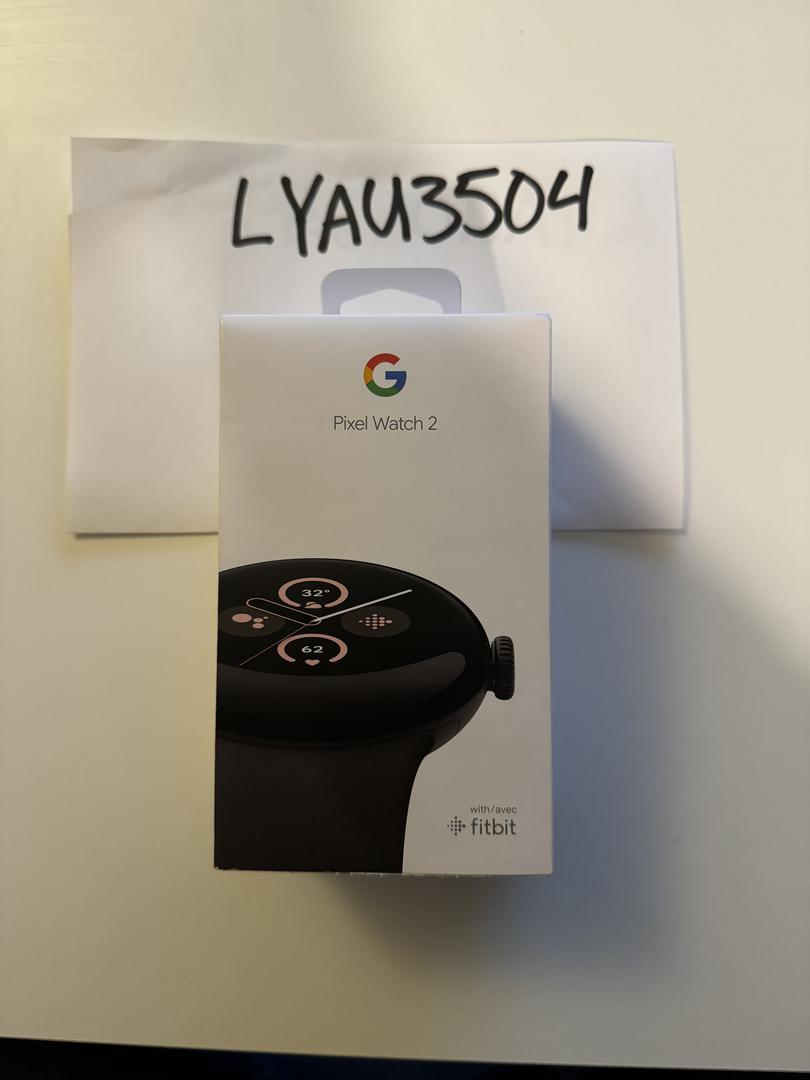 LYAU3504
G
Pixel Watch 2
32°
62
with/avec
fitbit